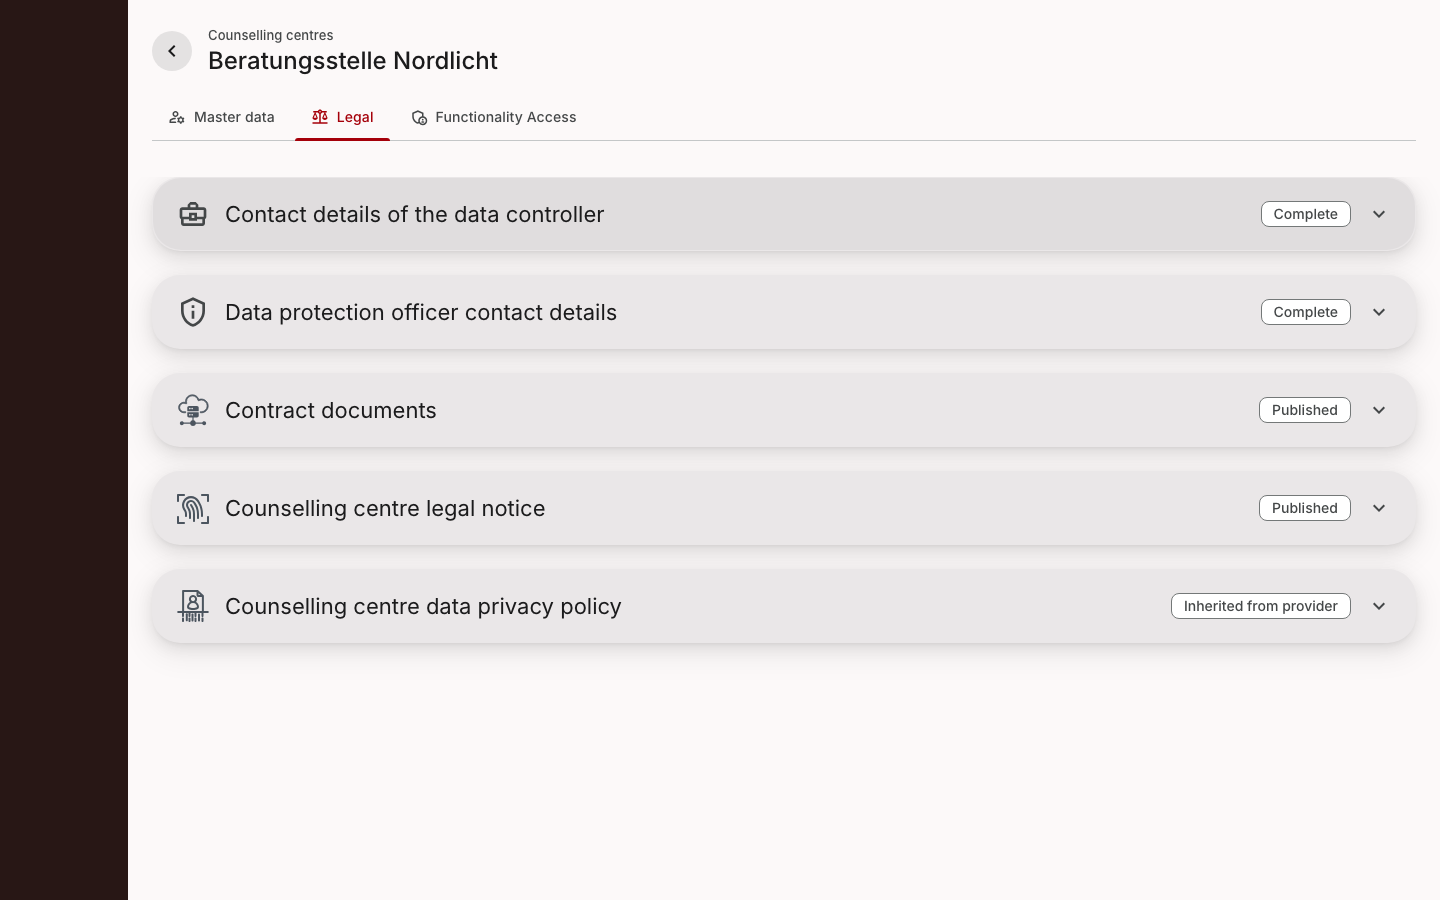 Counselling centres
Beratungsstelle Nordlicht
Master data
Legal
Functionality Access
Contact details of the data controller
Complete
Data protection officer contact details
Complete
Contract documents
Published
Counselling centre legal notice
Published
Counselling centre data privacy policy
Inherited from provider